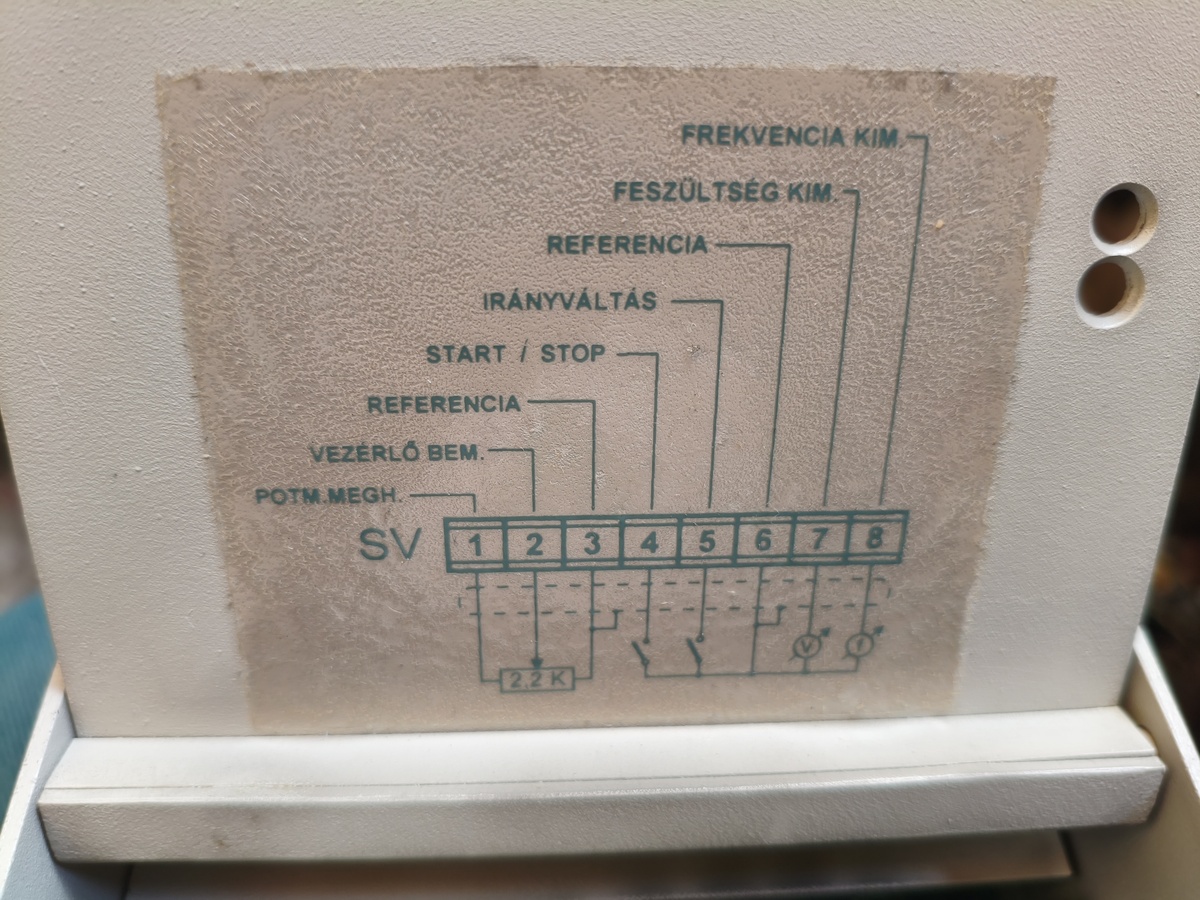 FREKVENCIA KIM.
FESZÜLTSÉG KIM.
REFERENCIA
IRÁNYVÁLTÁS
START / STOP
REFERENCIA
VEZÉRLŐ BEM.
POTM.MEGH.
SV 1 2 3 4 5 6 7 8
V f
2,2 K